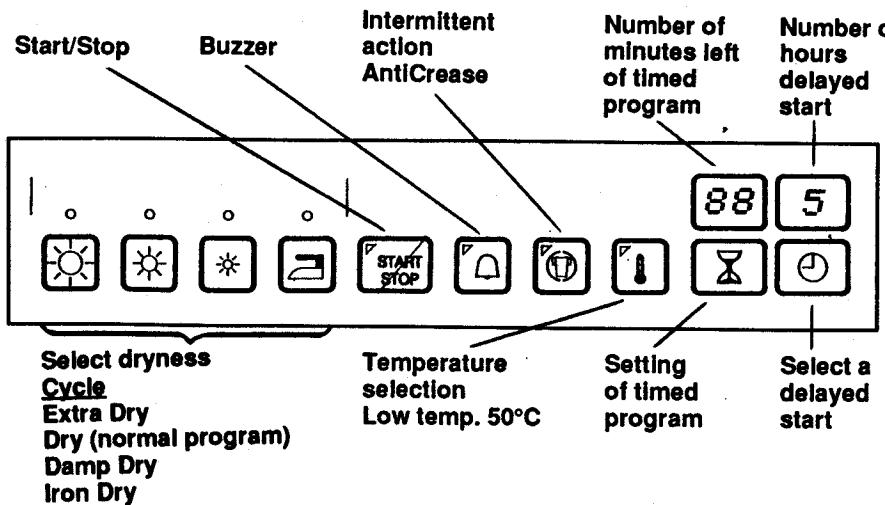 Start/Stop
Buzzer
Intermittent
action
AntiCrease
Number of
minutes left
of timed
program
Number o
hours
delayed
start
88
5
START
STOP
Select dryness
Cycle
Extra Dry
Dry (normal program)
Damp Dry
Iron Dry
Temperature
selection
Low temp. 50°C
Setting
of timed
program
Select a
delayed
start